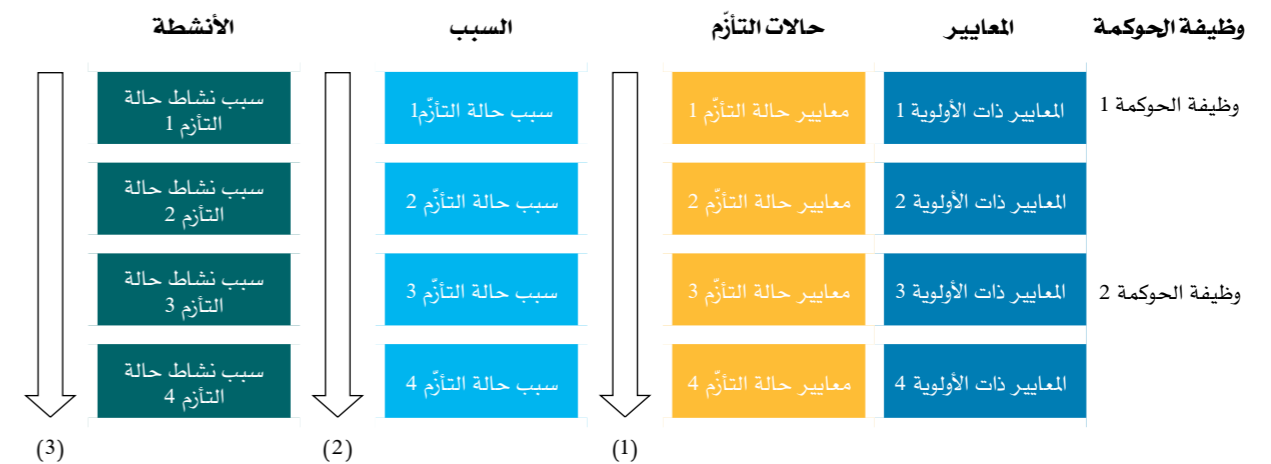 وظيفة الحوكمة
المعايير
حالات التأزّم
السبب
الأنشطة
وظيفة الحوكمة 1
المعايير ذات الأولوية 1
معايير حالة التأزّم 1
سبب حالة التأزّم1
سبب نشاط حالة
التأزم 1
المعايير ذات الأولوية 2
معايير حالة التأزّم 2
سبب حالة التأزّم 2
سبب نشاط حالة
التأزم 2
وظيفة الحوكمة 2
المعايير ذات الأولوية 3
معايير حالة التأزّم 3
سبب حالة التأزّم 3
سبب نشاط حالة
التأزم 3
المعايير ذات الأولوية 4
معايير حالة التأزّم 4
سبب حالة التأزّم 4
سبب نشاط حالة
التأزم 4
(1)
(2)
(3)